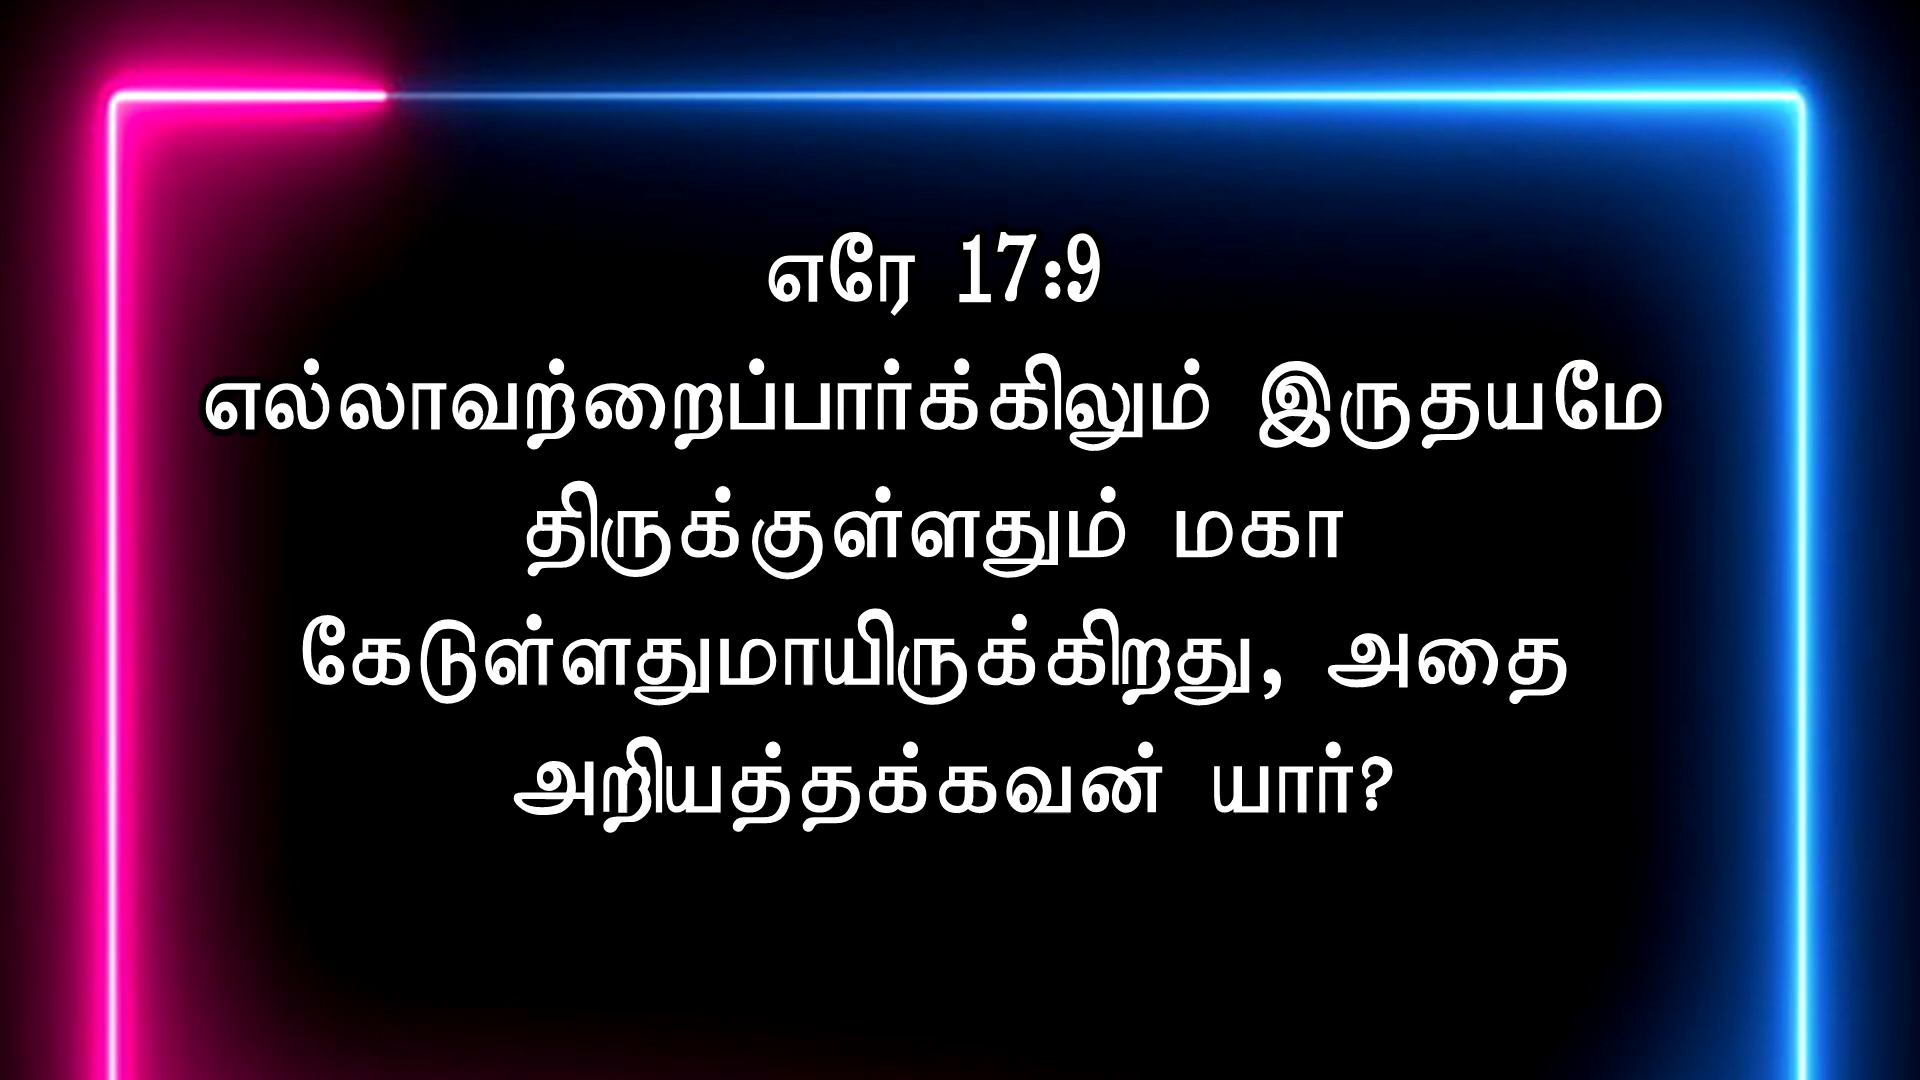 எரே 17:9
எல்லாவற்றைப்பார்க்கிலும் இருதயமே
திருக்குள்ளதும் மகா
கேடுள்ளதுமாயிருக்கிறது, அதை
அறியத்தக்கவன் யார்?